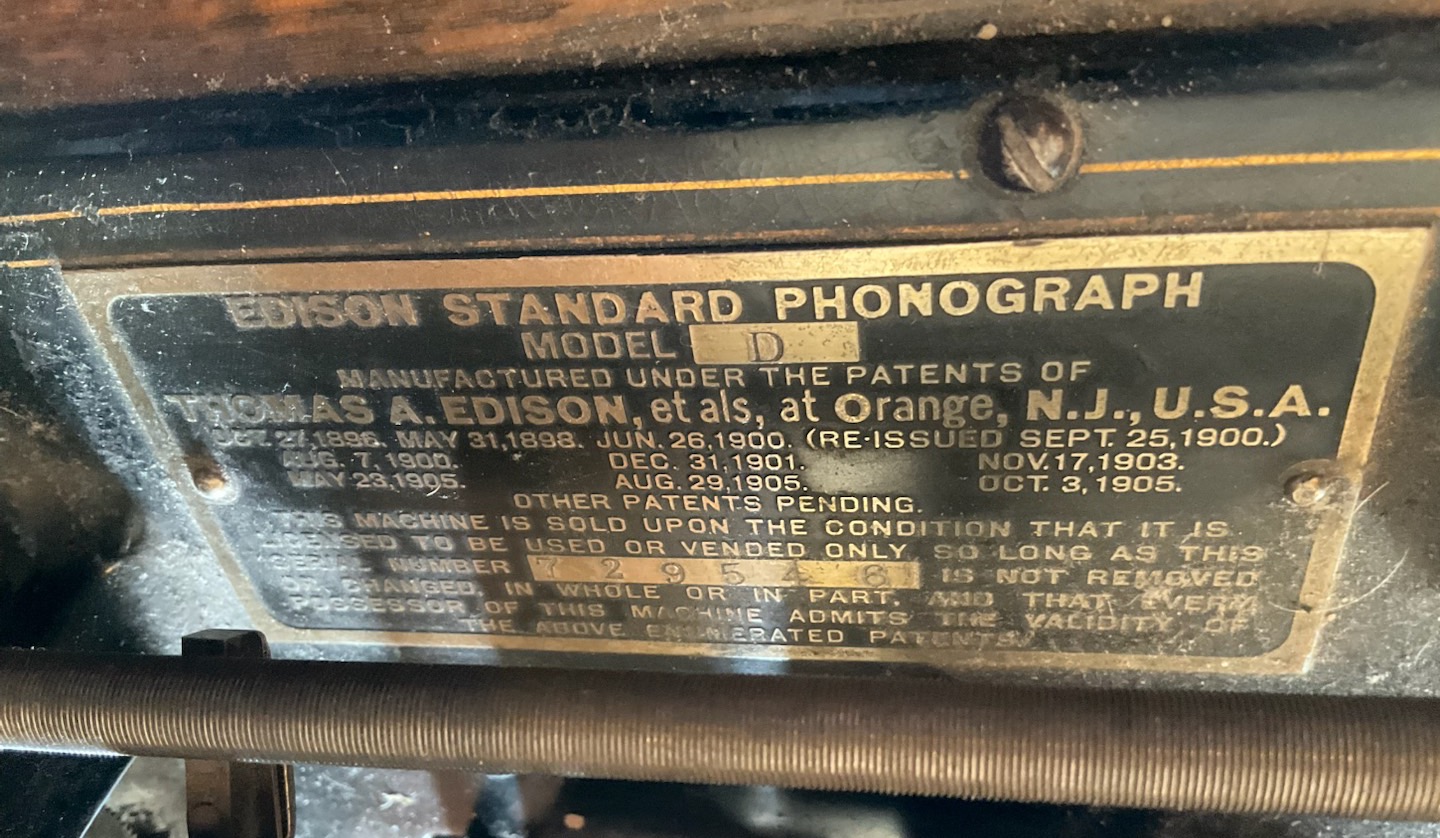 EDISON STANDARD PHONOGRAPH
MODEL D
MANUFACTURED UNDER THE PATENTS OF
THOMAS A. EDISON, et als, at Orange, N.J., U.S.A.
OCT. 27, 1896. MAY 31, 1898. JUN. 26, 1900. (RE-ISSUED SEPT. 25, 1900.)
AUG. 7, 1900. DEC. 31, 1901. NOV. 17, 1903.
MAY 23, 1905. AUG. 29, 1905. OCT. 3, 1905.
OTHER PATENTS PENDING.
THIS MACHINE IS SOLD UPON THE CONDITION THAT IT IS
LICENSED TO BE USED OR VENDED ONLY SO LONG AS THIS
SERIAL NUMBER 729546 IS NOT REMOVED
OR CHANGED, IN WHOLE OR IN PART, AND THAT EVERY
POSSESSOR OF THIS MACHINE ADMITS THE VALIDITY OF
THE ABOVE ENUMERATED PATENTS.